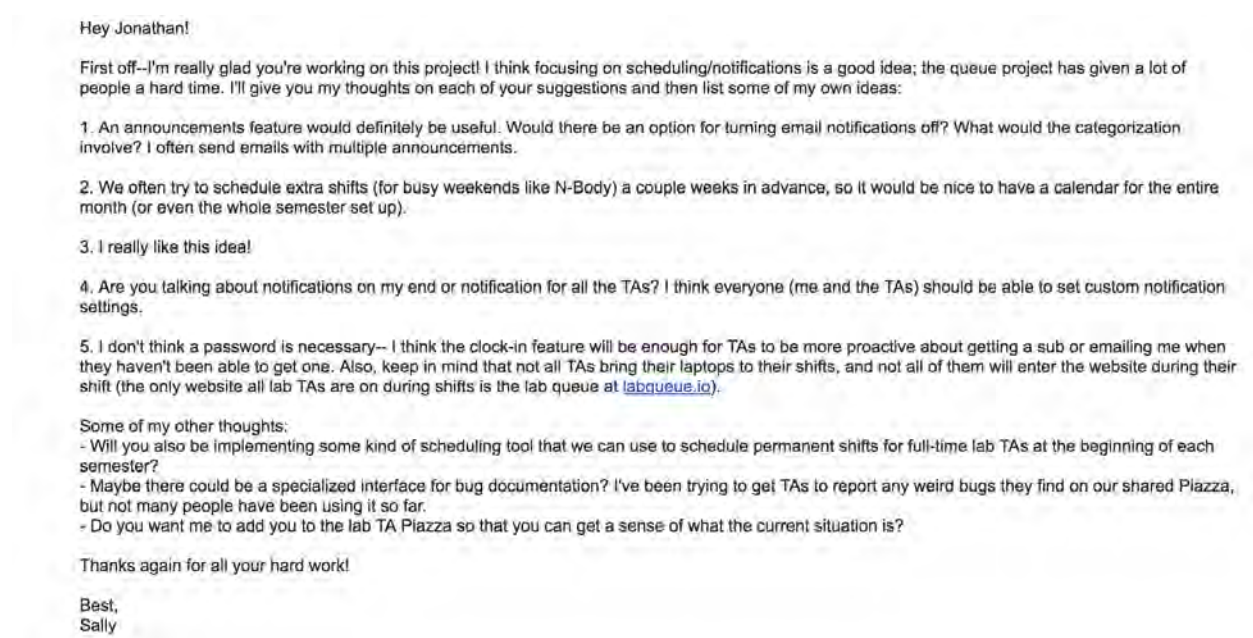 Hey Jonathan!
First off--I'm really glad you're working on this project! I think focusing on scheduling/notifications is a good idea; the queue project has given a lot of
people a hard time. I'll give you my thoughts on each of your suggestions and then list some of my own ideas:
1. An announcements feature would definitely be useful. Would there be an option for turning email notifications off? What would the categorization
involve? I often send emails with multiple announcements.
2. We often try to schedule extra shifts (for busy weekends like N-Body) a couple weeks in advance, so it would be nice to have a calendar for the entire
month (or even the whole semester set up).
3. I really like this idea!
4. Are you talking about notifications on my end or notification for all the TAs? I think everyone (me and the TAs) should be able to set custom notification
settings.
5. I don't think a password is necessary-- I think the clock-in feature will be enough for TAs to be more proactive about getting a sub or emailing me when
they haven't been able to get one. Also, keep in mind that not all TAs bring their laptops to their shifts, and not all of them will enter the website during their
shift (the only website all lab TAs are on during shifts is the lab queue at labqueue.io).
Some of my other thoughts:
- Will you also be implementing some kind of scheduling tool that we can use to schedule permanent shifts for full-time lab TAs at the beginning of each
semester?
- Maybe there could be a specialized interface for bug documentation? I've been trying to get TAs to report any weird bugs they find on our shared Piazza,
but not many people have been using it so far.
- Do you want me to add you to the lab TA Piazza so that you can get a sense of what the current situation is?
Thanks again for all your hard work!
Best,
Sally